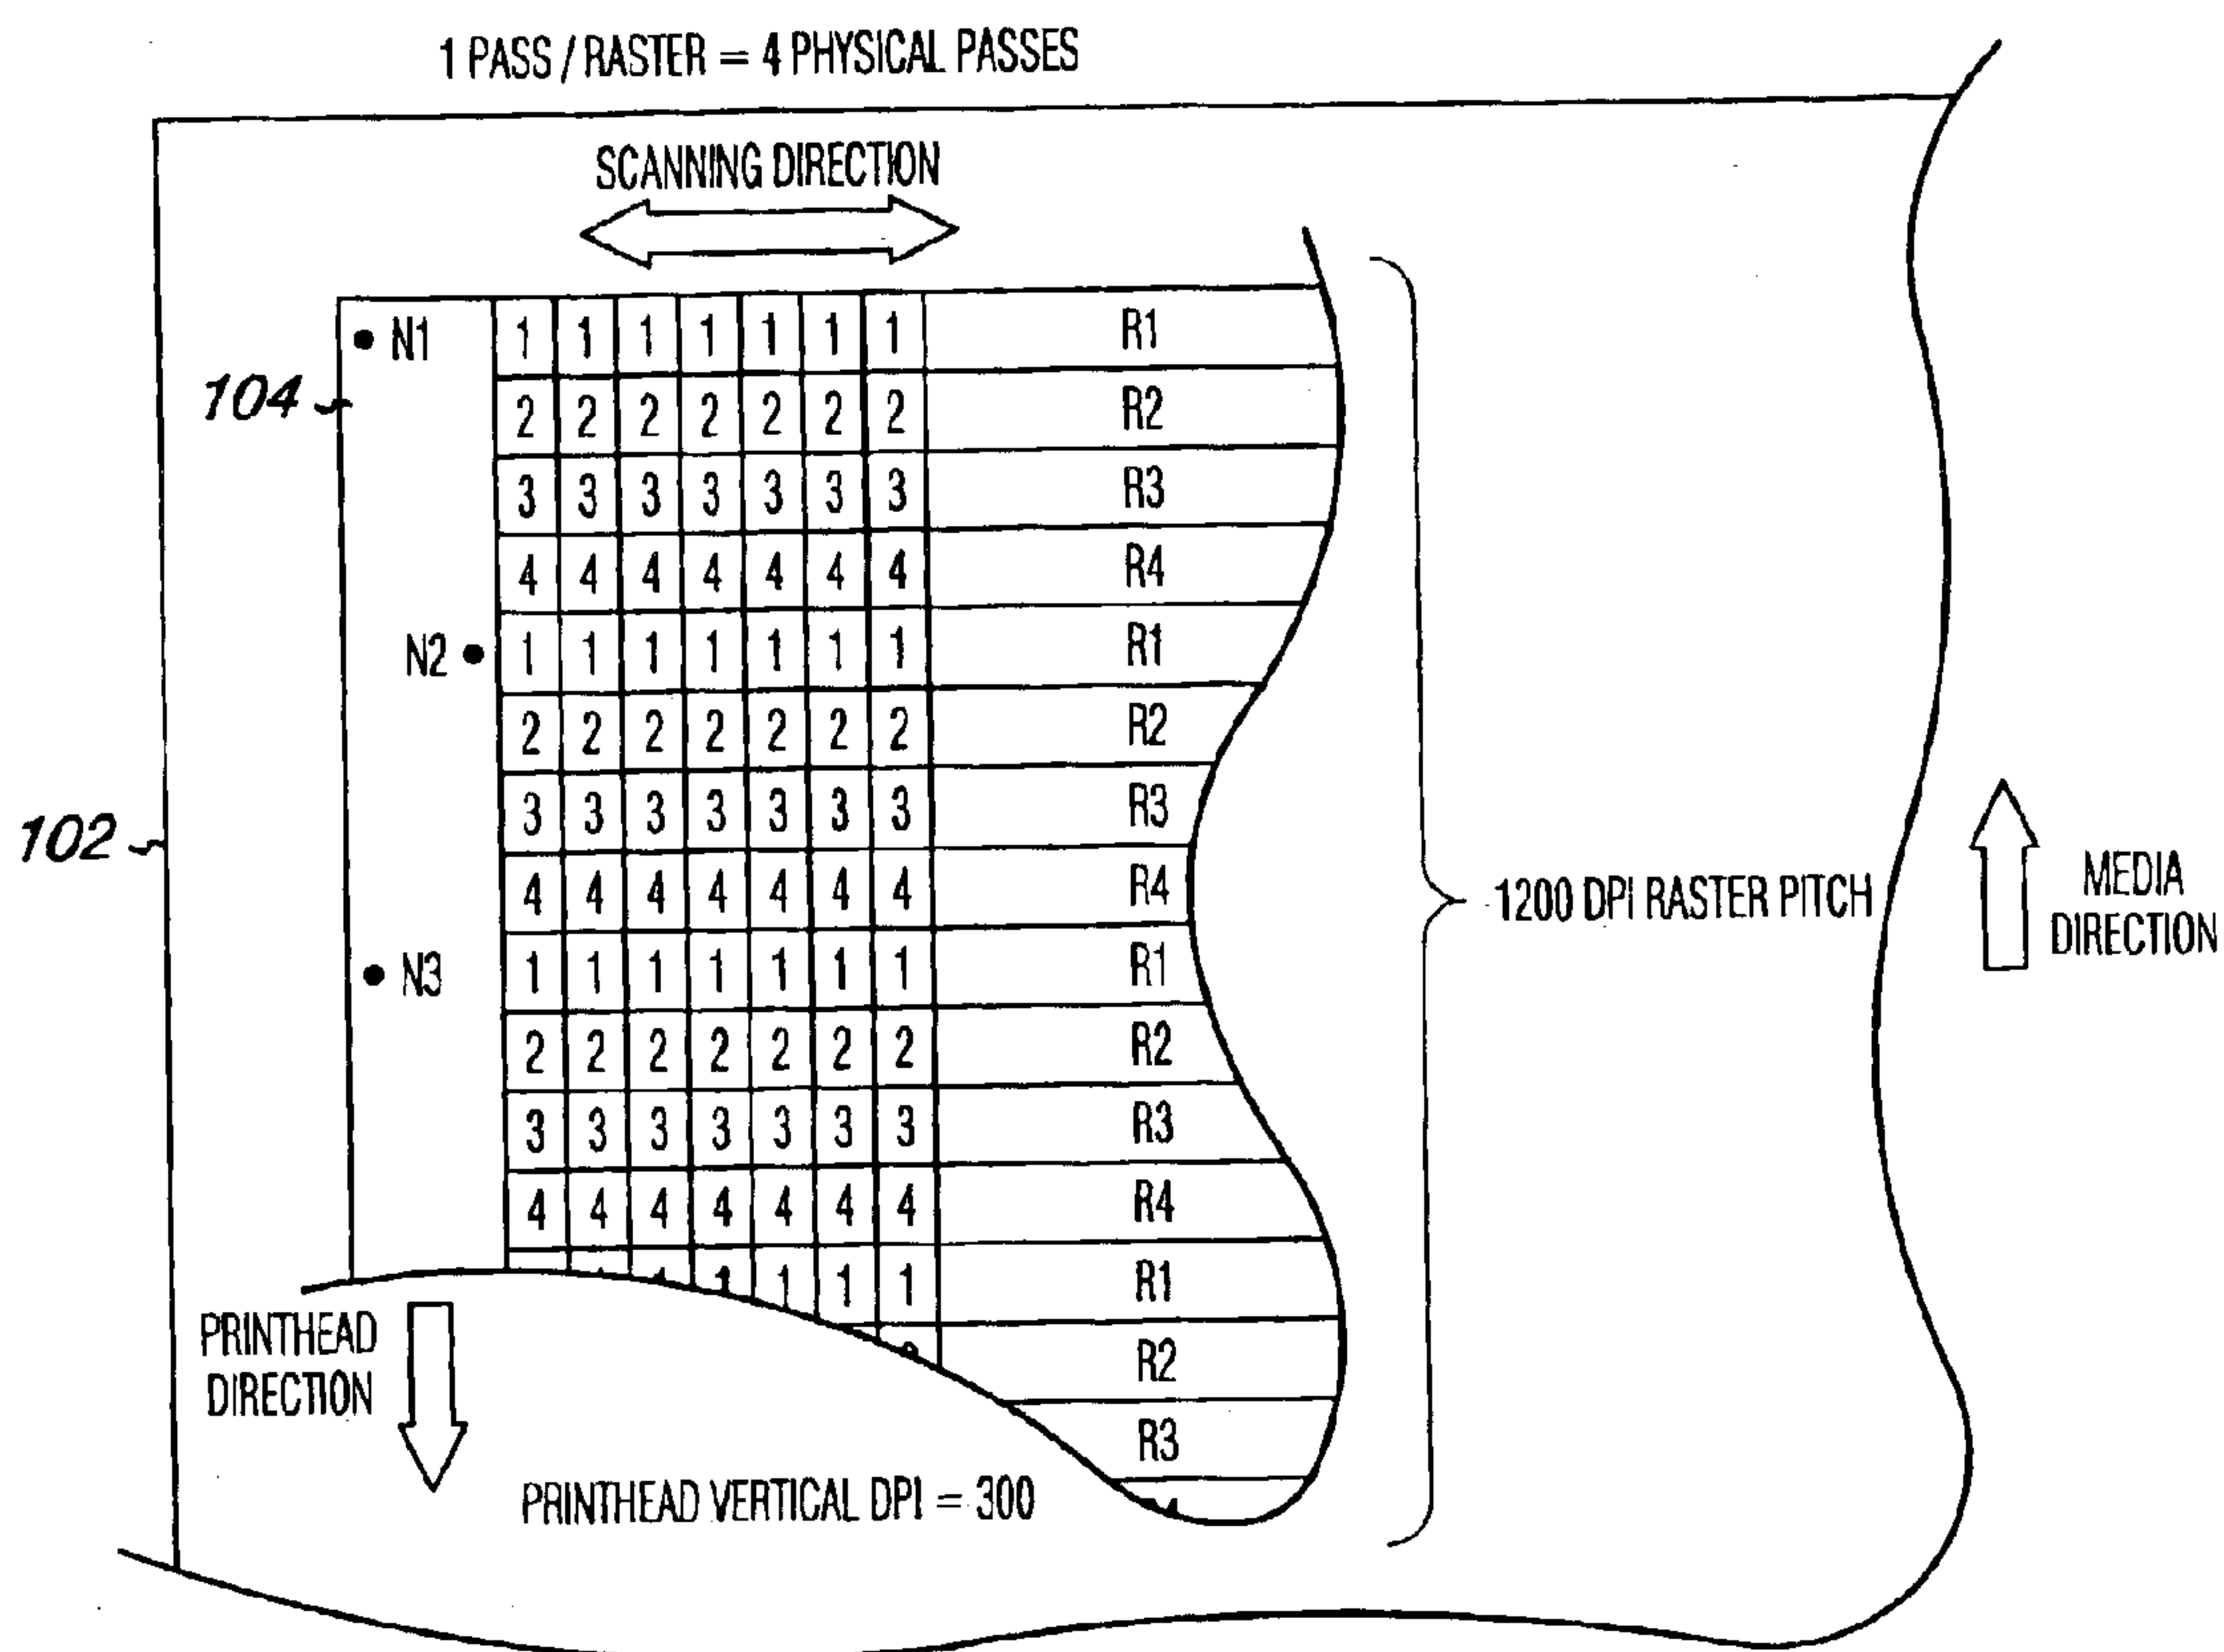 1 PASS / RASTER = 4 PHYSICAL PASSES
SCANNING DIRECTION
N1 1 1 1 1 1 1 1 R1
104
2 2 2 2 2 2 2 R2
3 3 3 3 3 3 3 R3
4 4 4 4 4 4 4 R4
N2 1 1 1 1 1 1 1 R1
2 2 2 2 2 2 2 R2
3 3 3 3 3 3 3 R3
102
4 4 4 4 4 4 4 R4
1200 DPI RASTER PITCH
MEDIA
DIRECTION
N3 1 1 1 1 1 1 1 R1
2 2 2 2 2 2 2 R2
3 3 3 3 3 3 3 R3
4 4 4 4 4 4 4 R4
1 1 1 1 R1
R2
R3
PRINTHEAD
DIRECTION
PRINTHEAD VERTICAL DPI = 300